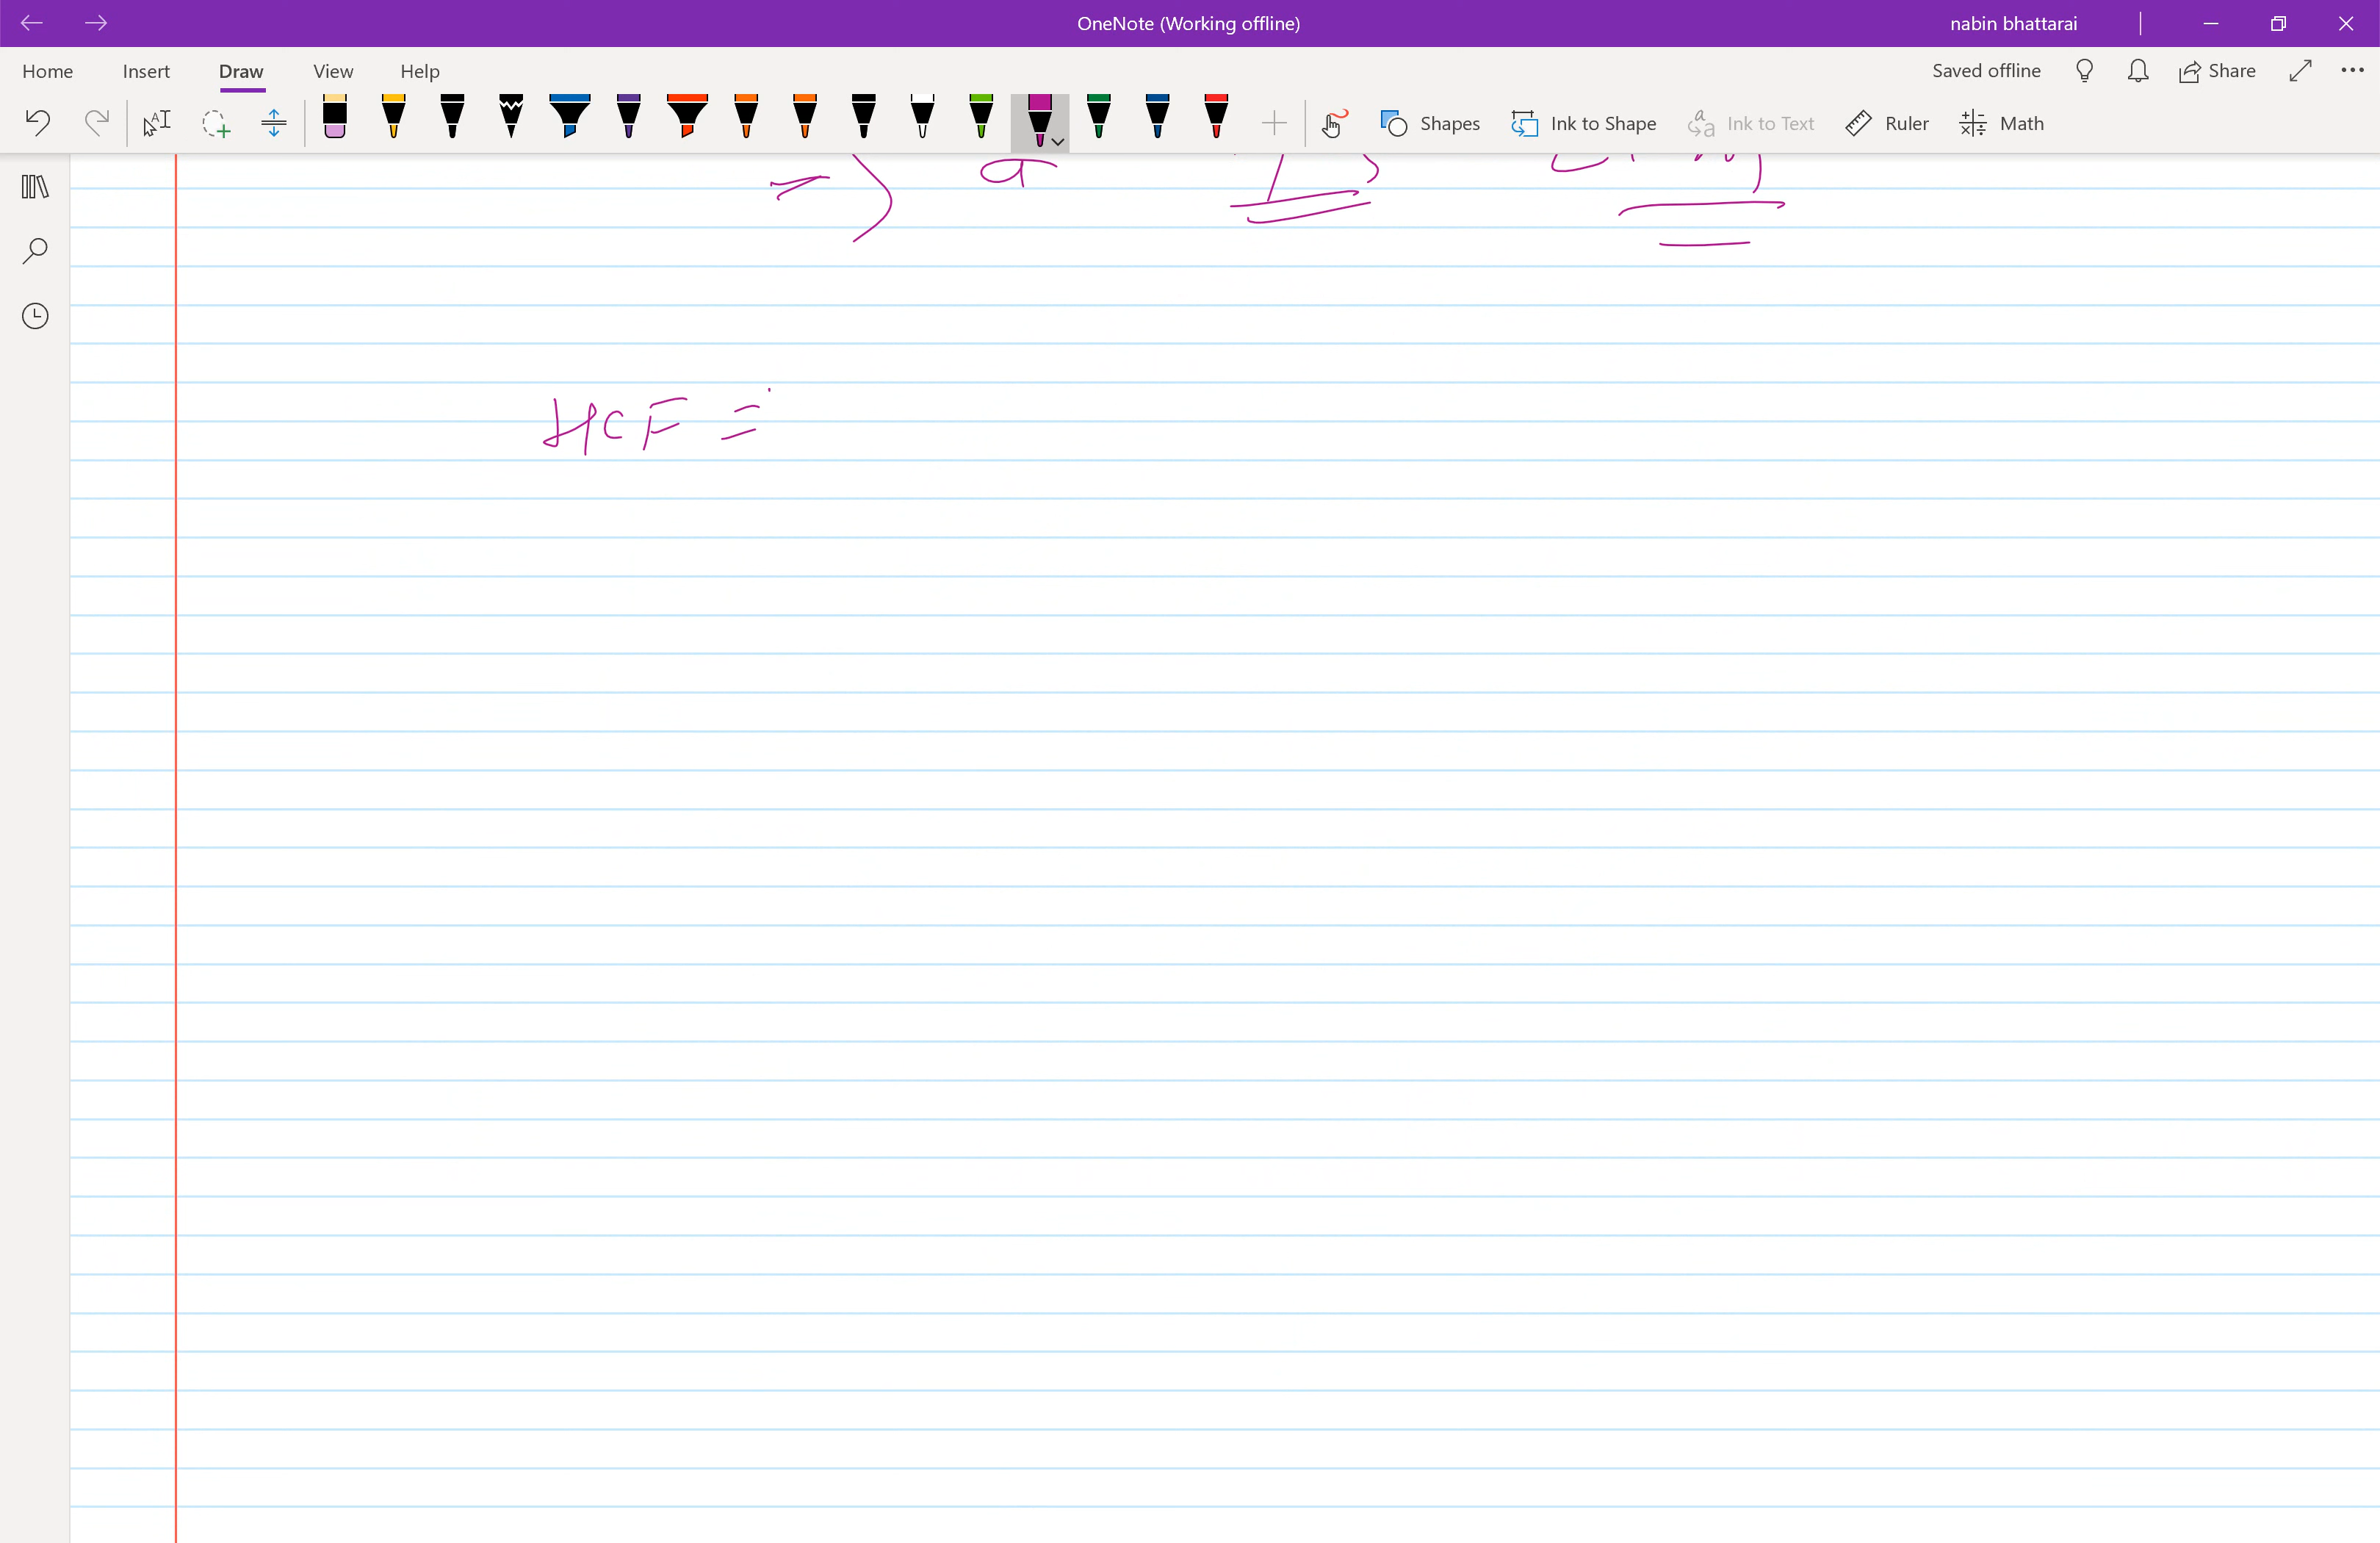 OneNote (Working offline) nabin bhattarai
Home Insert Draw View Help Saved offline Share
Shapes Ink to Shape Ink to Text Ruler Math
HCF =